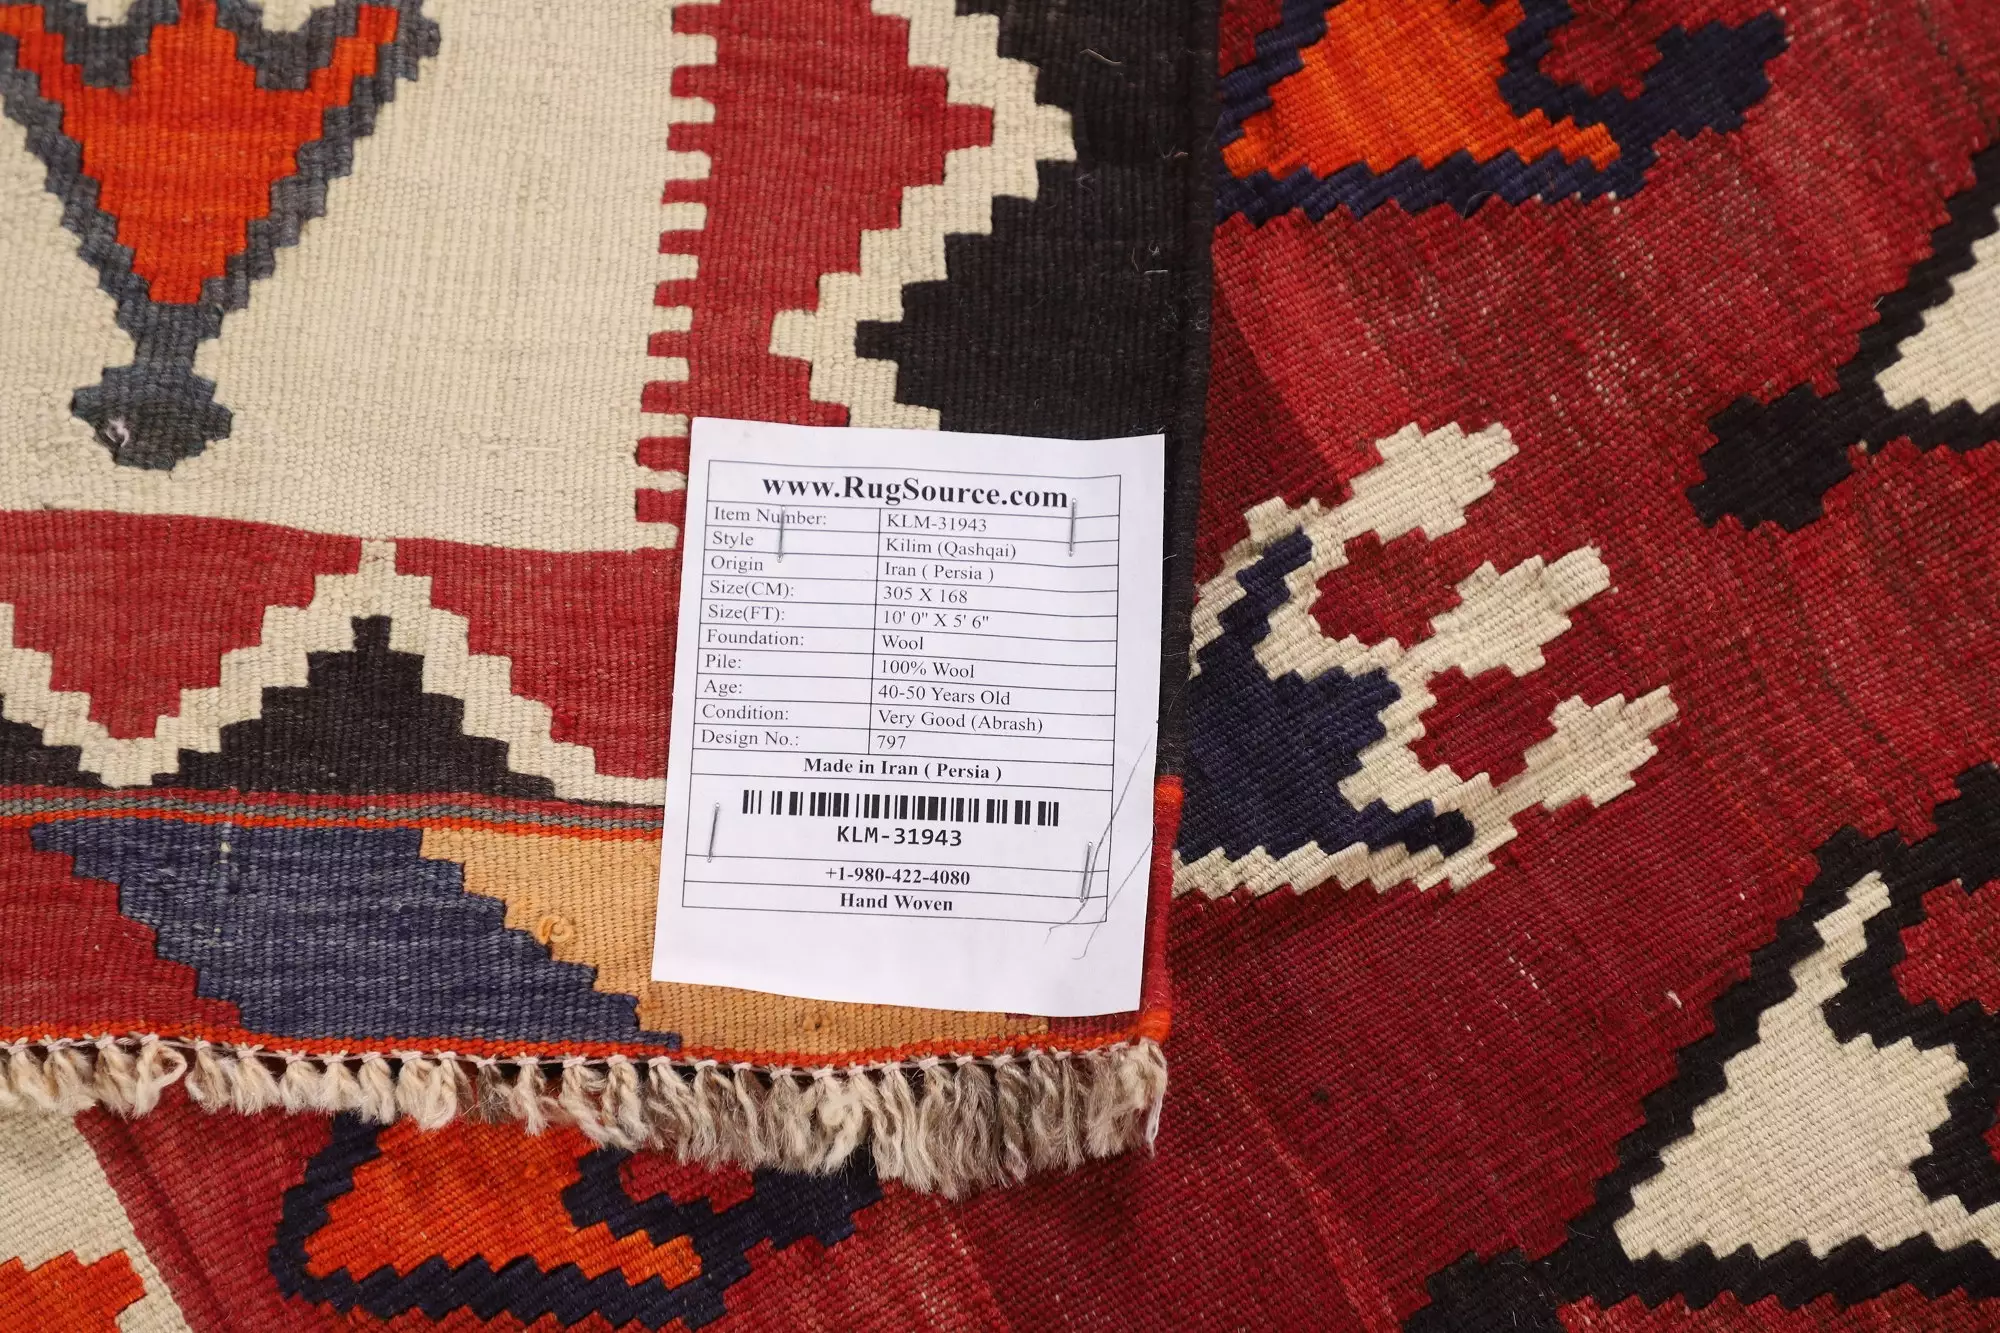 www.RugSource.com
Item Number: KLM-31943
Style Kilim (Qashqai)
Origin Iran ( Persia )
Size(CM): 305 X 168
Size(FT): 10' 0" X 5' 6"
Foundation: Wool
Pile: 100% Wool
Age: 40-50 Years Old
Condition: Very Good (Abrash)
Design No.: 797
Made in Iran ( Persia )
KLM-31943
+1-980-422-4080
Hand Woven